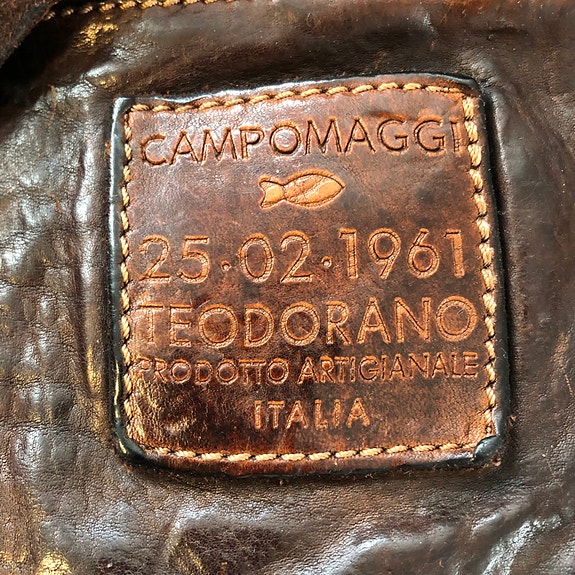 CAMPOMAGGI
25·02·1961
TEODORANO
PRODOTTO ARTIGIANALE
ITALIA